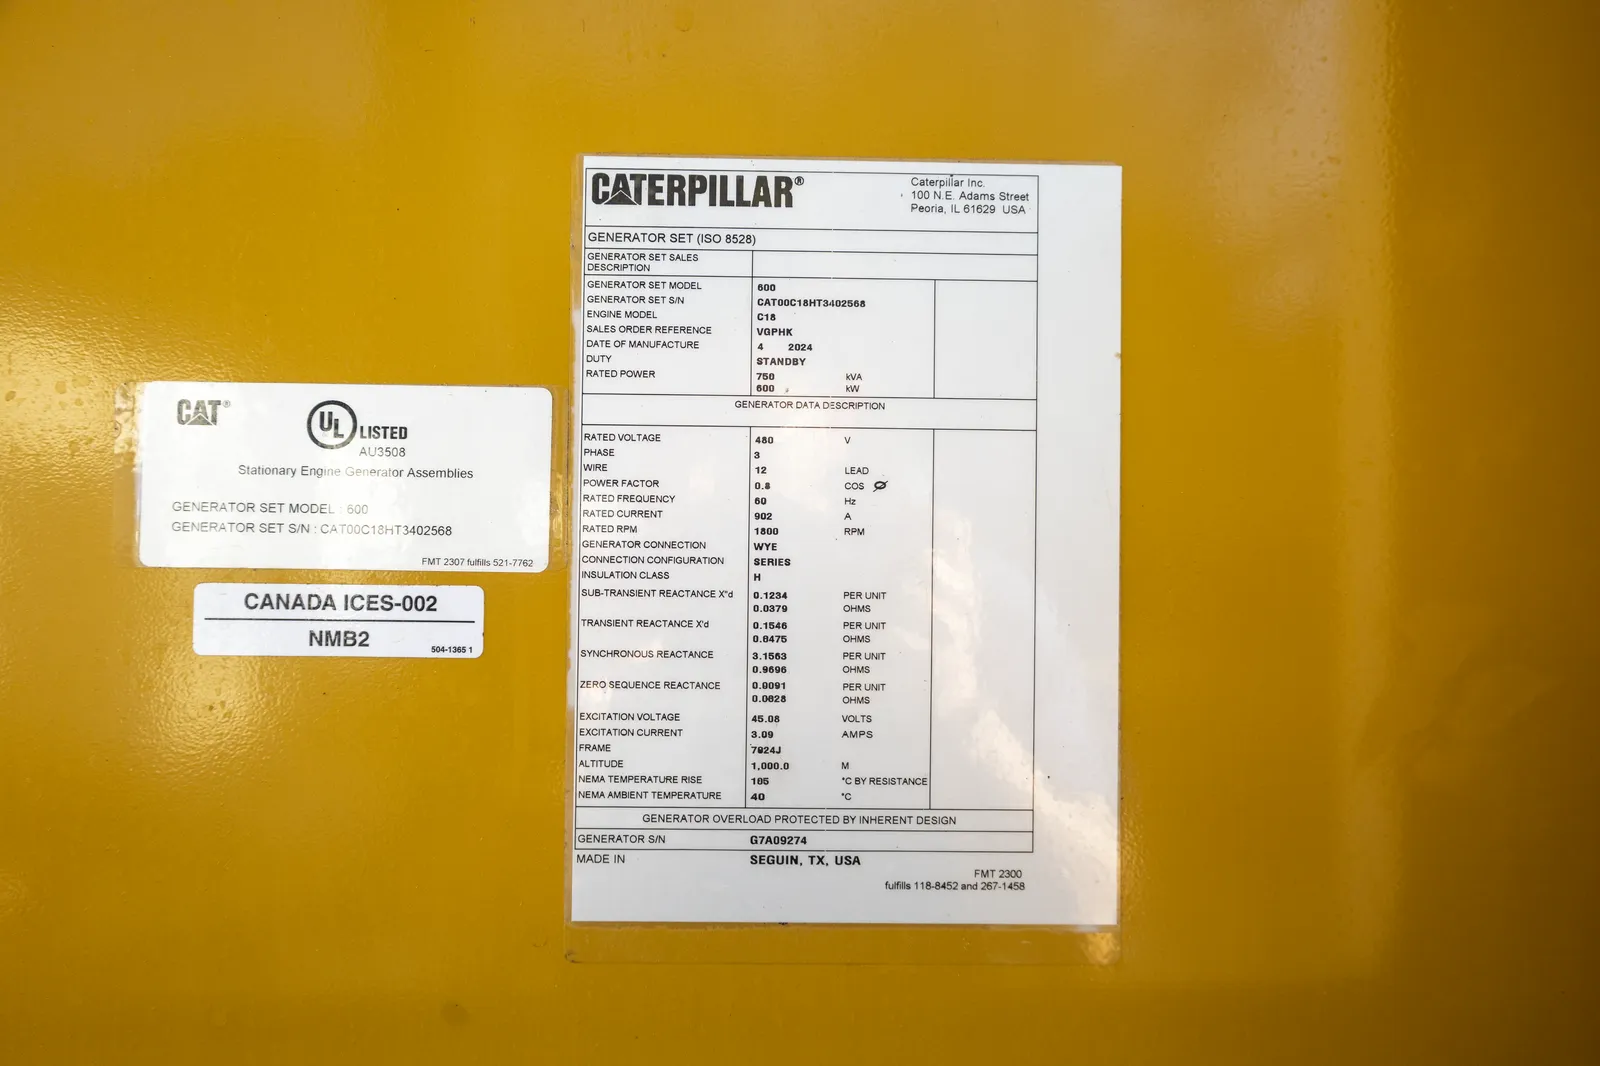 CAT®
UL LISTED
AU3508
Stationary Engine Generator Assemblies
GENERATOR SET MODEL : 600
GENERATOR SET S/N : CAT00C18HT3402568
FMT 2307 fulfills 521-7762
CANADA ICES-002
NMB2
504-1365 1
CATERPILLAR®
Caterpillar Inc.
100 N.E. Adams Street
Peoria, IL 61629 USA
GENERATOR SET (ISO 8528)
GENERATOR SET SALES
DESCRIPTION
GENERATOR SET MODEL 600
GENERATOR SET S/N CAT00C18HT3402568
ENGINE MODEL C18
SALES ORDER REFERENCE VGPHK
DATE OF MANUFACTURE 4 2024
DUTY STANDBY
RATED POWER 750 kVA
600 kW
GENERATOR DATA DESCRIPTION
RATED VOLTAGE 480 V
PHASE 3
WIRE 12 LEAD
POWER FACTOR 0.8 COS Ø
RATED FREQUENCY 60 Hz
RATED CURRENT 902 A
RATED RPM 1800 RPM
GENERATOR CONNECTION WYE
CONNECTION CONFIGURATION SERIES
INSULATION CLASS H
SUB-TRANSIENT REACTANCE X"d 0.1234 PER UNIT
0.0379 OHMS
TRANSIENT REACTANCE X'd 0.1546 PER UNIT
0.0475 OHMS
SYNCHRONOUS REACTANCE 3.1563 PER UNIT
0.9696 OHMS
ZERO SEQUENCE REACTANCE 0.0091 PER UNIT
0.0028 OHMS
EXCITATION VOLTAGE 45.08 VOLTS
EXCITATION CURRENT 3.09 AMPS
FRAME 7024J
ALTITUDE 1,000.0 M
NEMA TEMPERATURE RISE 105 °C BY RESISTANCE
NEMA AMBIENT TEMPERATURE 40 °C
GENERATOR OVERLOAD PROTECTED BY INHERENT DESIGN
GENERATOR S/N G7A09274
MADE IN SEGUIN, TX, USA
FMT 2300
fulfills 118-8452 and 267-1458